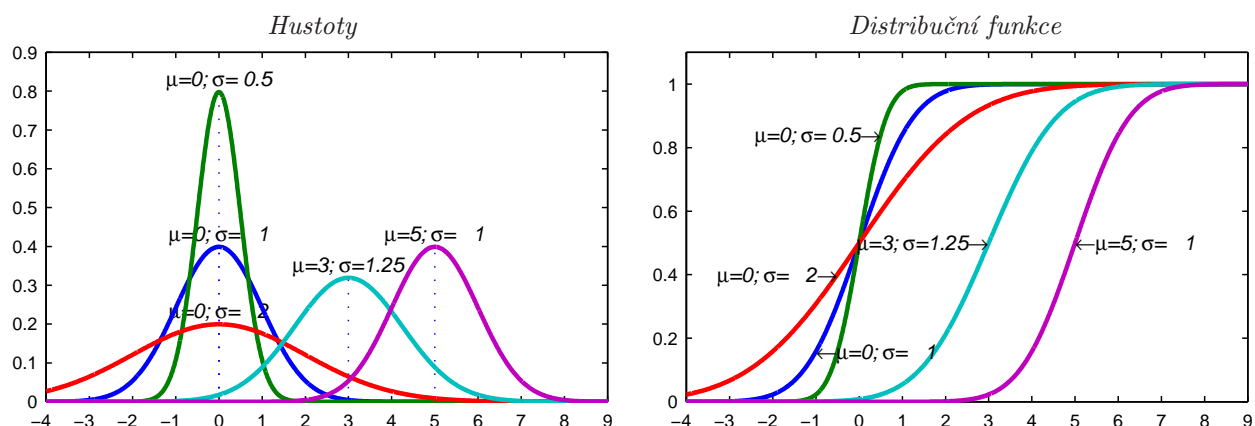 Hustoty
0.9
0.8
0.7
0.6
0.5
0.4
0.3
0.2
0.1
0
−4 −3 −2 −1 0 1 2 3 4 5 6 7 8 9
μ=0; σ= 0.5
μ=0; σ= 1
μ=5; σ= 1
μ=3; σ=1.25
μ=0; σ= 2
Distribuční funkce
1
0.8
0.6
0.4
0.2
0
−4 −3 −2 −1 0 1 2 3 4 5 6 7 8 9
μ=0; σ= 0.5→
μ=3; σ=1.25→
←μ=5; σ= 1
μ=0; σ= 2→
←μ=0; σ= 1